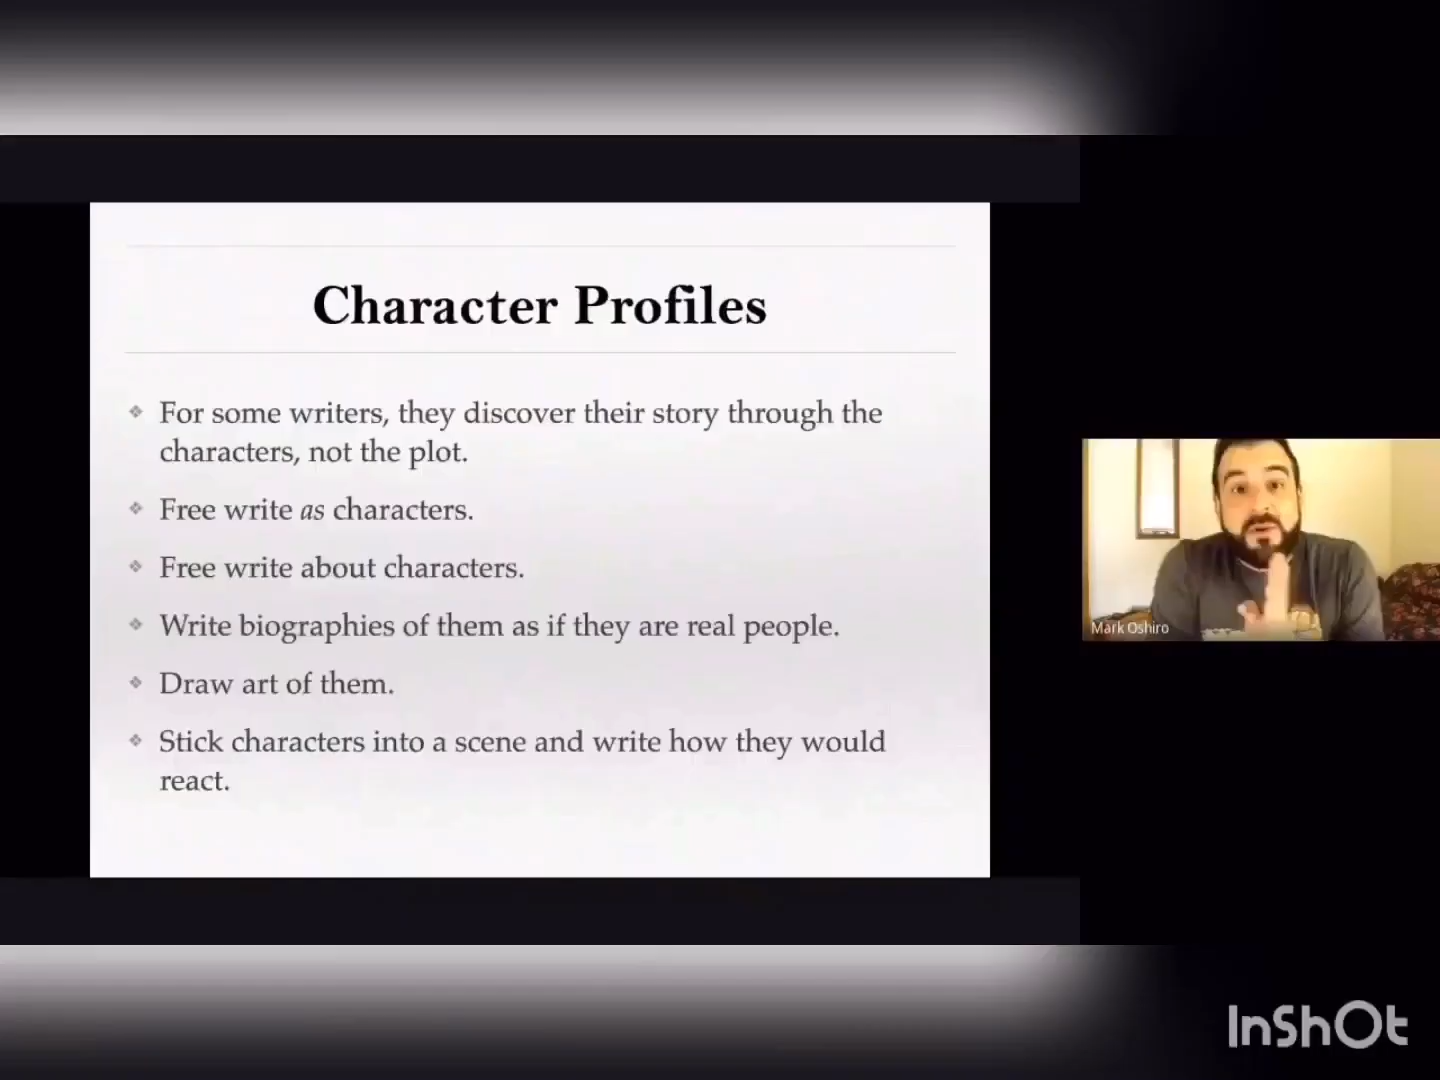 Character Profiles
❖ For some writers, they discover their story through the
characters, not the plot.
❖ Free write as characters.
❖ Free write about characters.
❖ Write biographies of them as if they are real people.
❖ Draw art of them.
❖ Stick characters into a scene and write how they would
react.
Mark Oshiro
InShOt